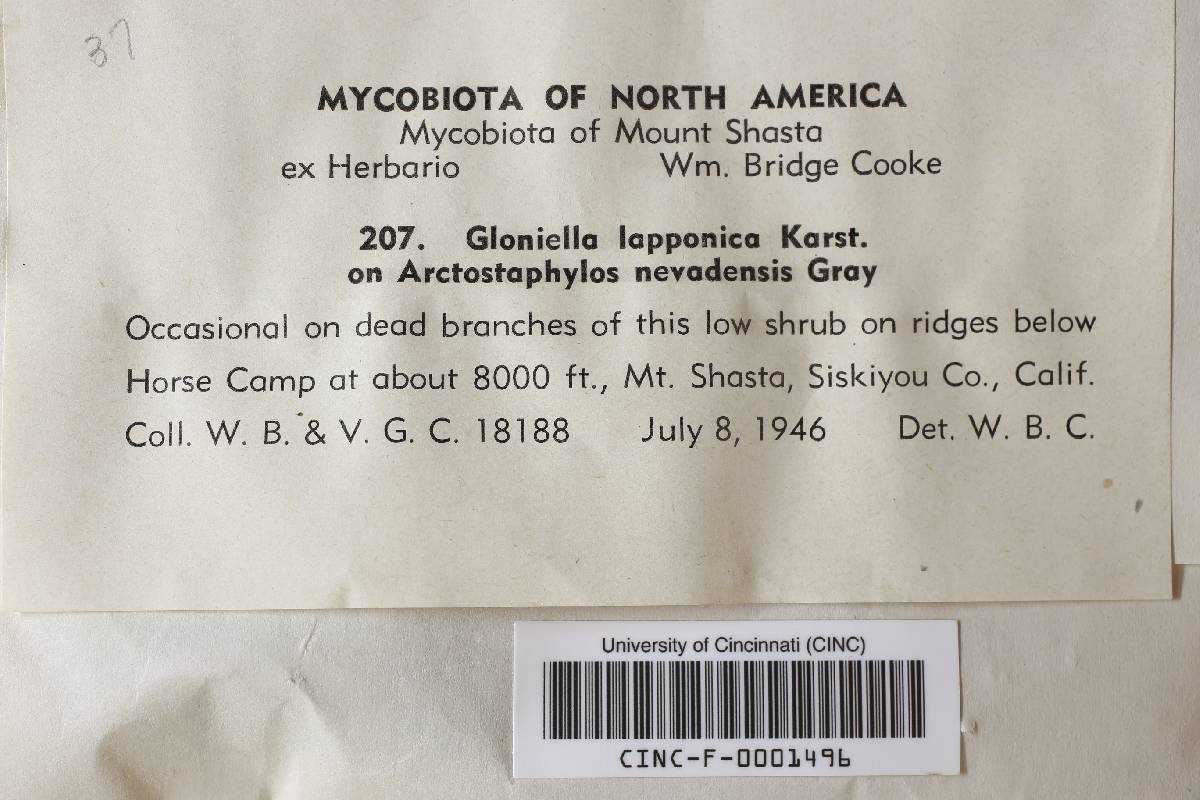 37
MYCOBIOTA OF NORTH AMERICA
Mycobiota of Mount Shasta
ex Herbario Wm. Bridge Cooke
207. Gloniella lapponica Karst.
on Arctostaphylos nevadensis Gray
Occasional on dead branches of this low shrub on ridges below
Horse Camp at about 8000 ft., Mt. Shasta, Siskiyou Co., Calif.
Coll. W. B. & V. G. C. 18188 July 8, 1946 Det. W. B. C.
University of Cincinnati (CINC)
CINC-F-0001496